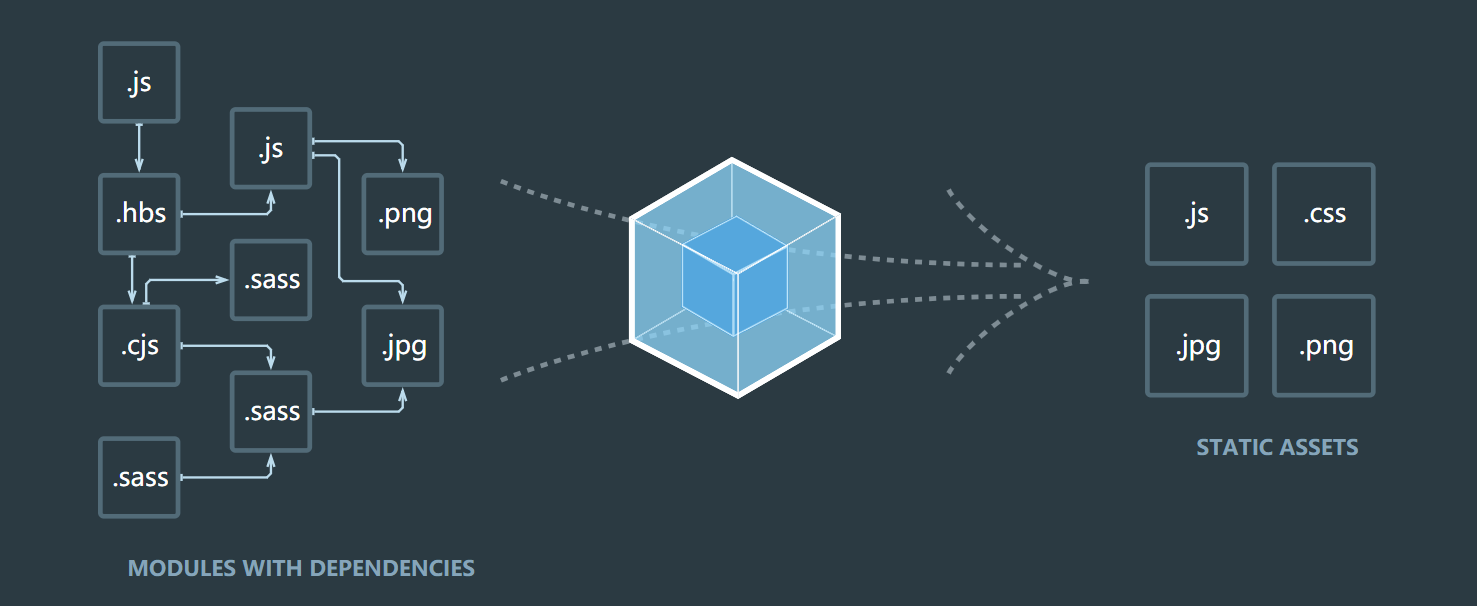 .js
.js
.hbs
.png
.sass
.cjs
.jpg
.sass
.sass
MODULES WITH DEPENDENCIES
.js
.css
.jpg
.png
STATIC ASSETS